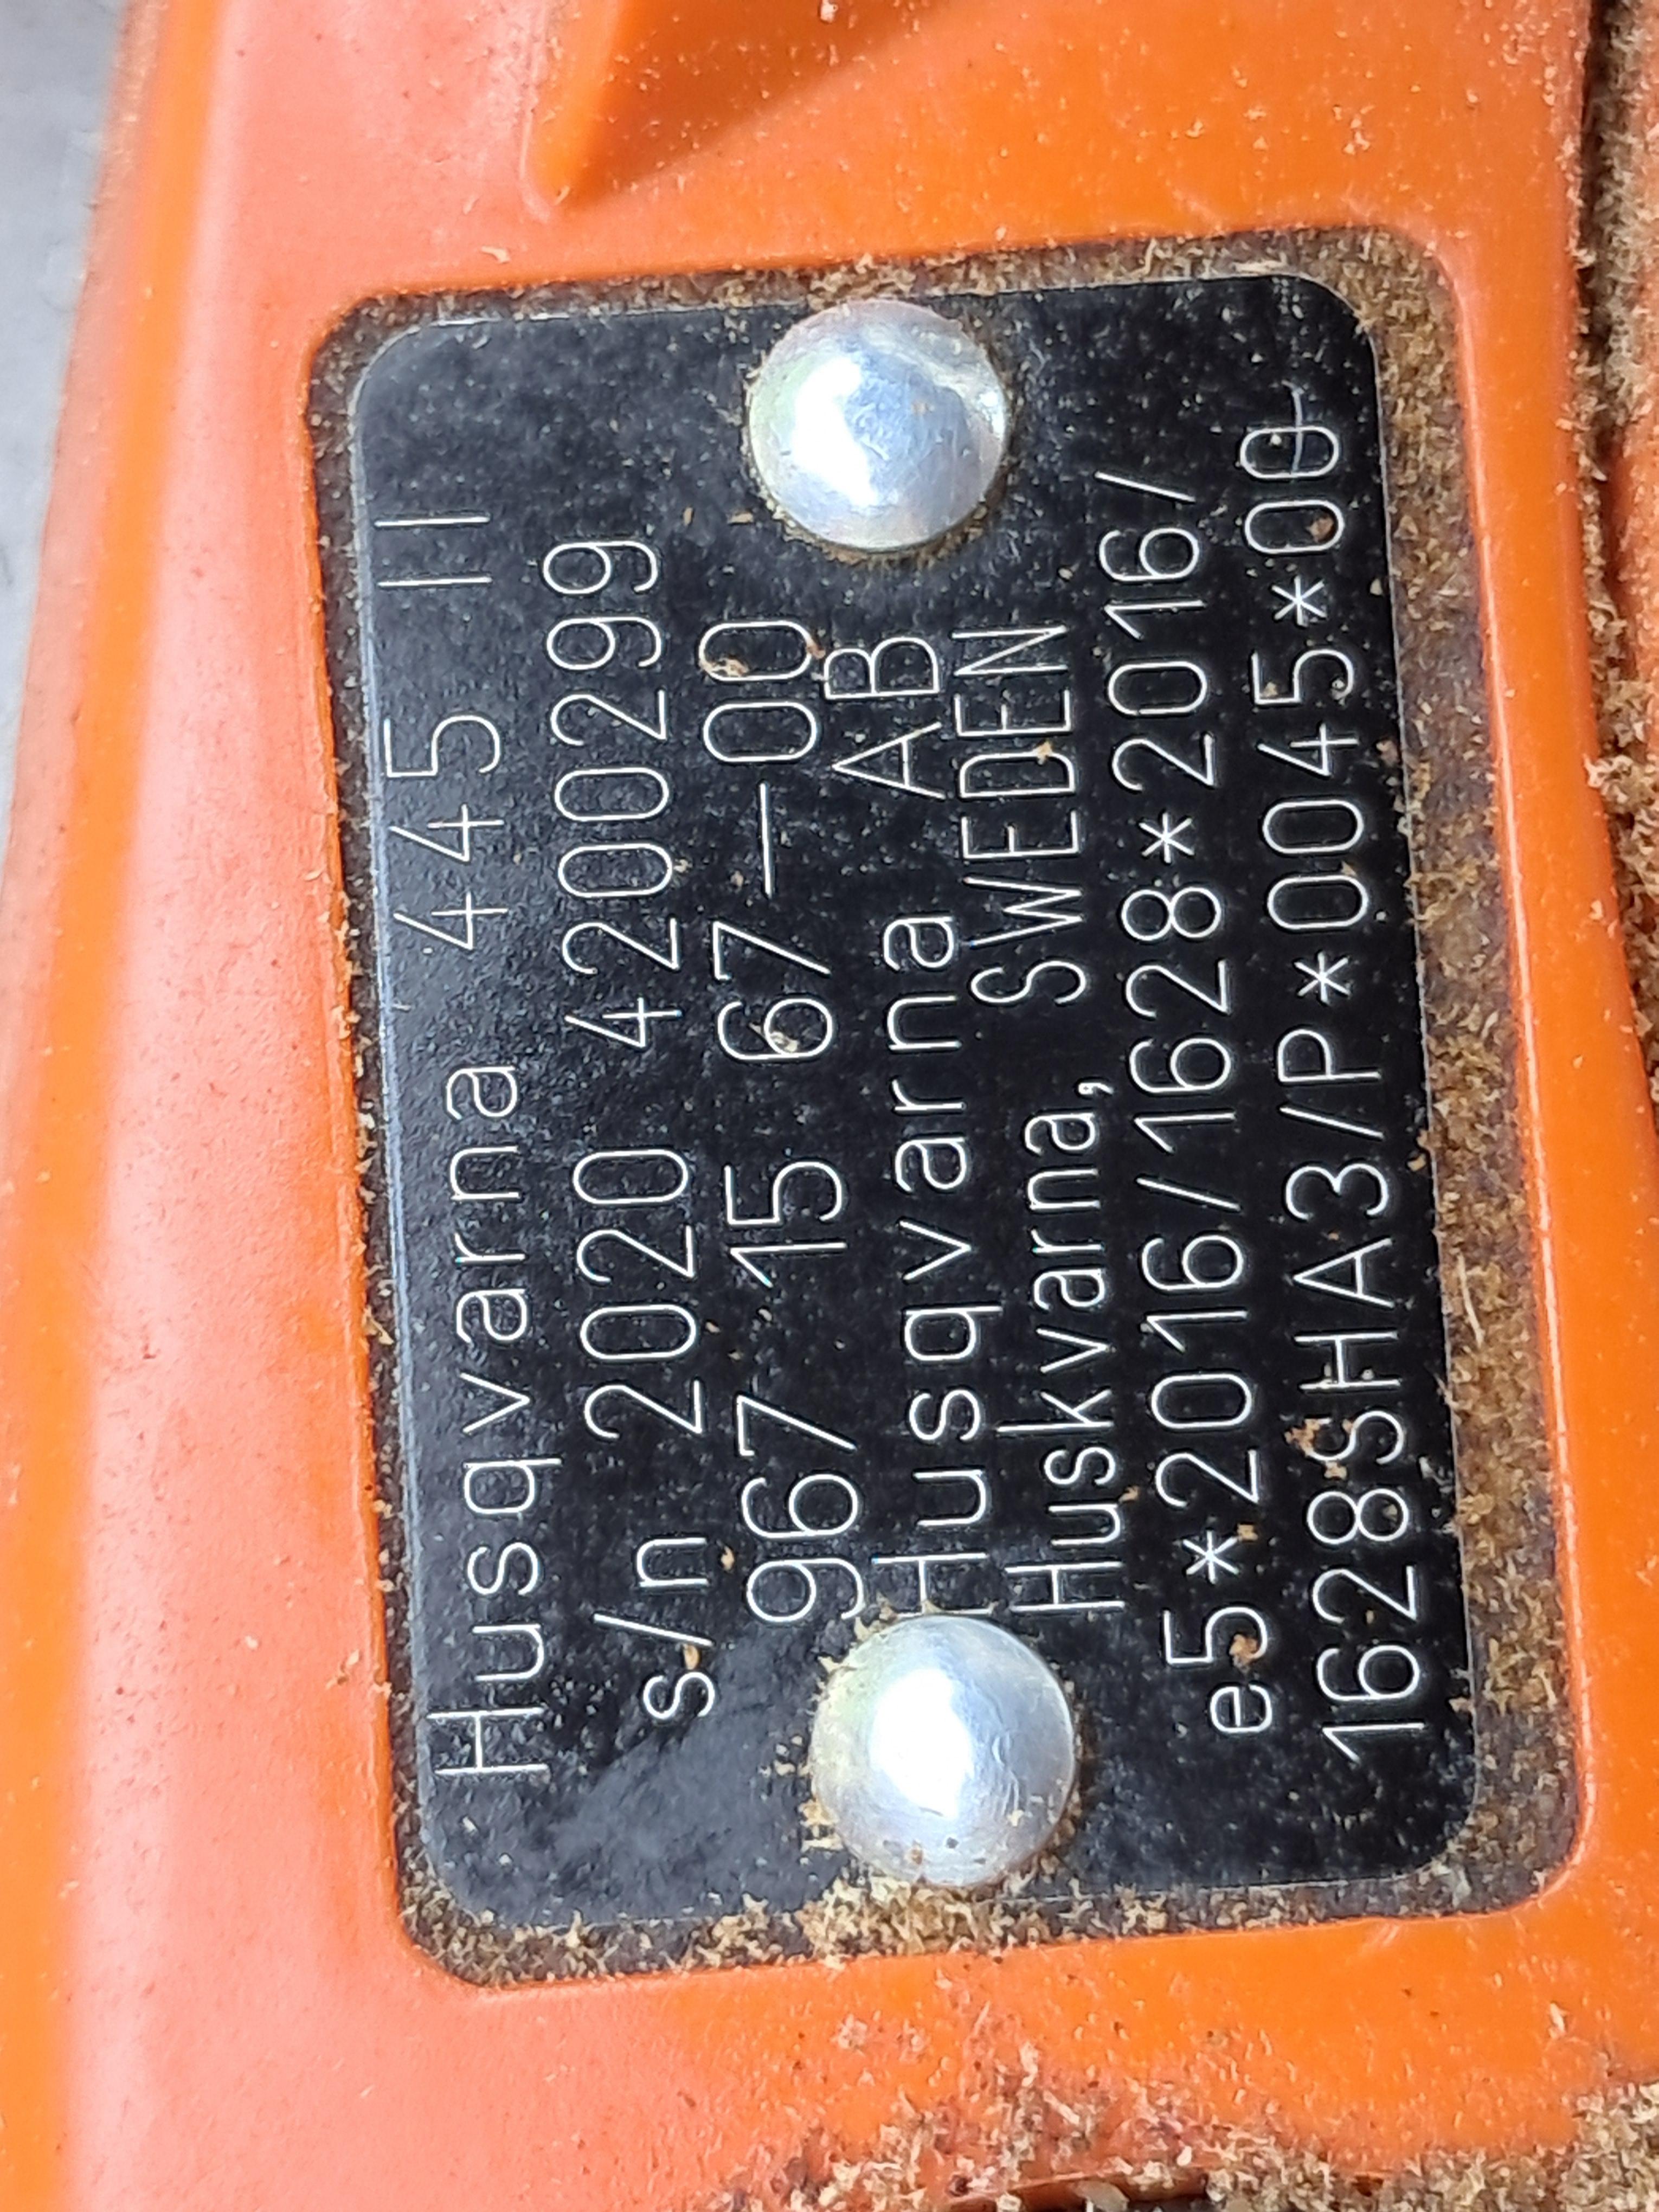 Husqvarna 445 II
s/n 2020 4200299
967 15 67-00
Husqvarna AB
Huskvarna, SWEDEN
e5*2016/1628*2016/
1628SHA3/P*0045*00